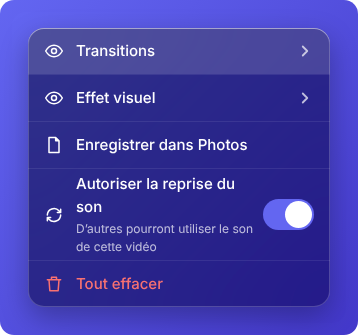 Transitions
Effet visuel
Enregistrer dans Photos
Autoriser la reprise du
son
D’autres pourront utiliser le son
de cette vidéo
Tout effacer